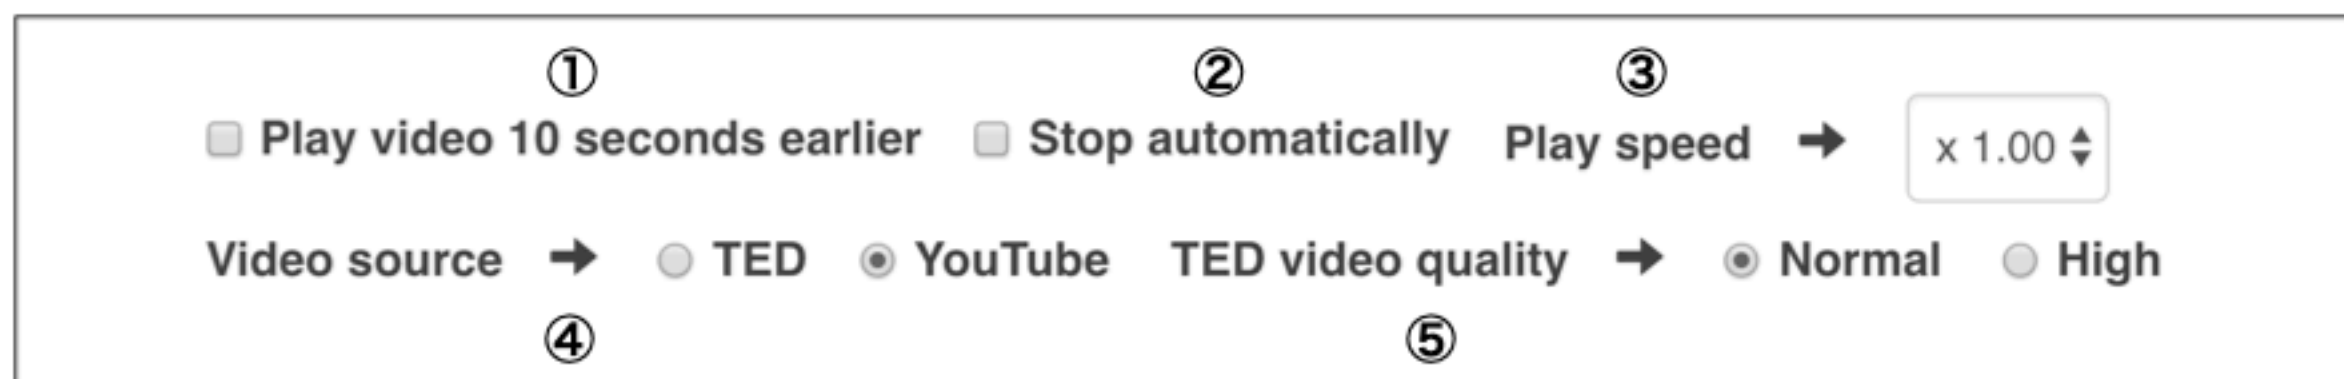 ① ② ③
Play video 10 seconds earlier Stop automatically Play speed ➔ x 1.00
Video source ➔ TED YouTube TED video quality ➔ Normal High
④ ⑤